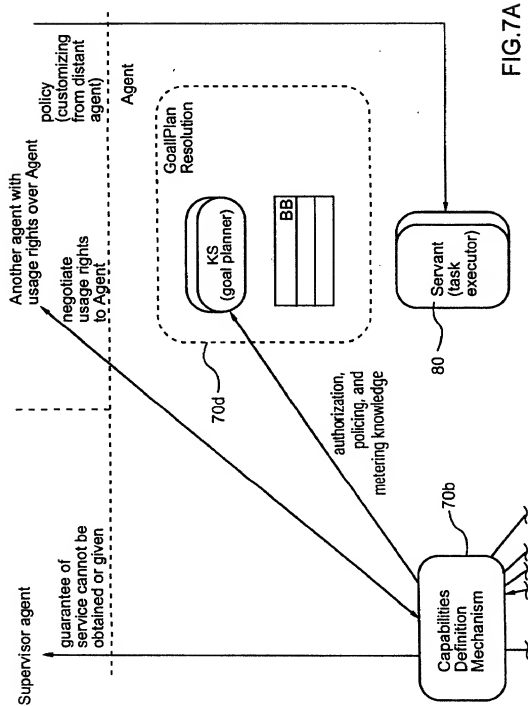 Supervisor agent
Another agent with
usage rights over Agent
guarantee of
service cannot be
obtained or given
negotiate
usage rights
to Agent
policy
(customizing
from distant
agent)
Agent
GoallPlan
Resolution
KS
(goal planner)
BB
70d
authorization,
policing, and
metering knowledge
70b
Capabilities
Definition
Mechanism
80
Servant
(task
executor)
FIG.7A